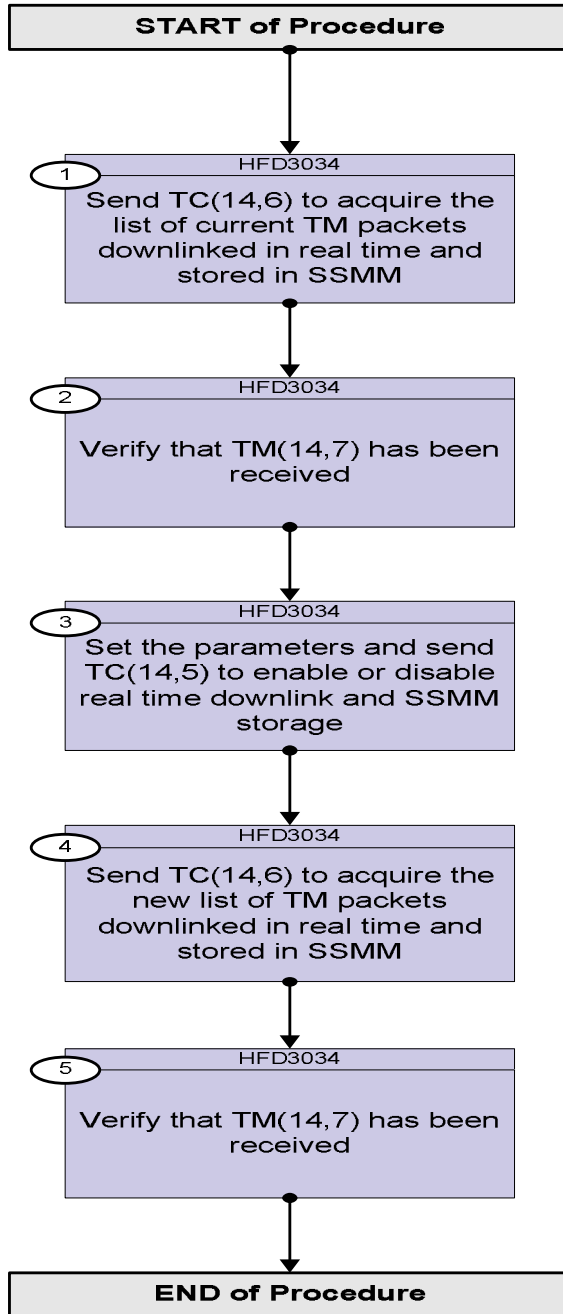 START of Procedure
HFD3034
1
Send TC(14,6) to acquire the
list of current TM packets
downlinked in real time and
stored in SSMM
HFD3034
2
Verify that TM(14,7) has been
received
HFD3034
3
Set the parameters and send
TC(14,5) to enable or disable
real time downlink and SSMM
storage
HFD3034
4
Send TC(14,6) to acquire the
new list of TM packets
downlinked in real time and
stored in SSMM
HFD3034
5
Verify that TM(14,7) has been
received
END of Procedure